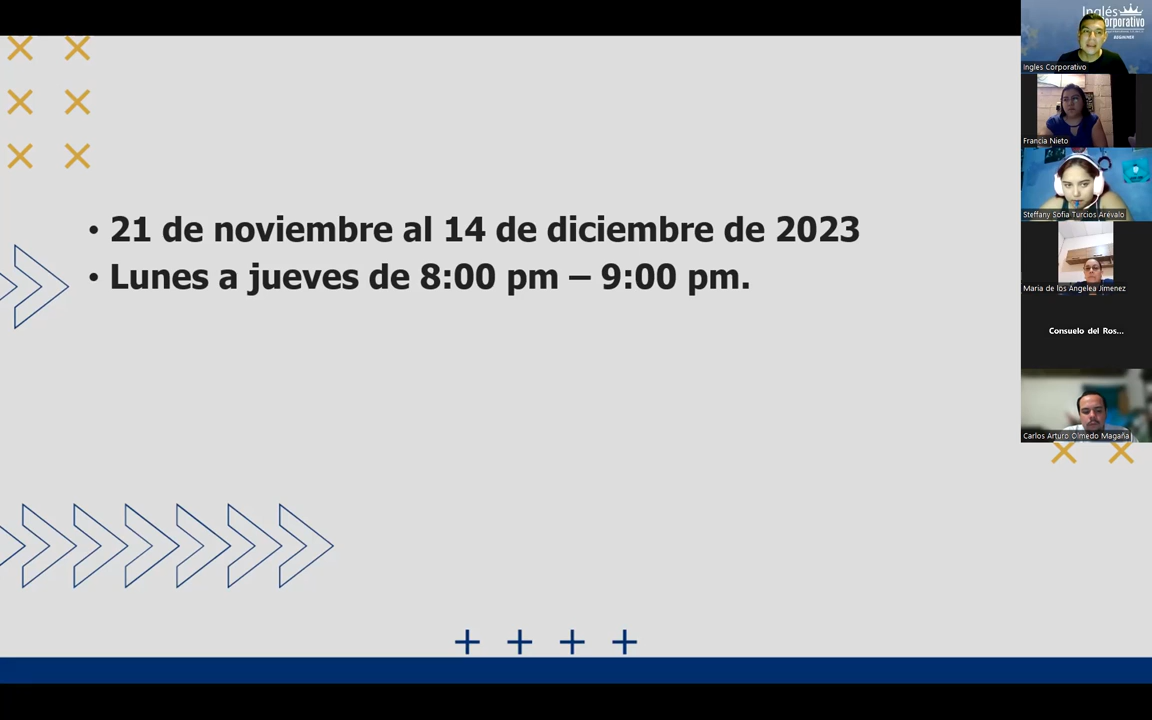 • 21 de noviembre al 14 de diciembre de 2023
• Lunes a jueves de 8:00 pm – 9:00 pm.
Inglés
Corporativo
BEGINNER
Ingles Corporativo
Francia Nieto
Steffany Sofia Turcios Arévalo
Maria de los Angelea Jimenez
Consuelo del Ros...
Carlos Arturo Olmedo Magaña